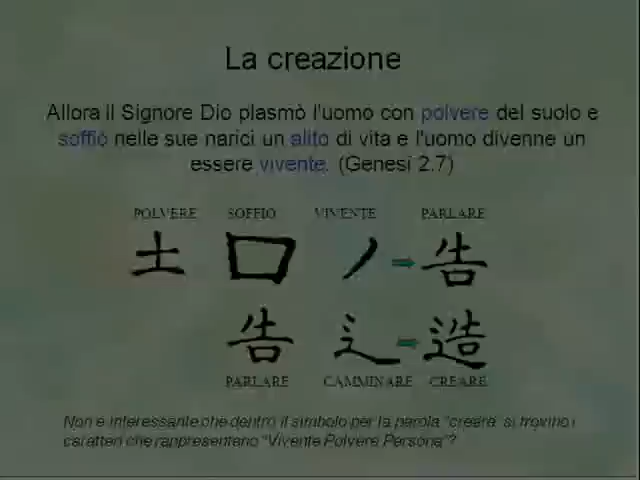 La creazione
Allora il Signore Dio plasmò l'uomo con polvere del suolo e
soffiò nelle sue narici un alito di vita e l'uomo divenne un
essere vivente. (Genesi 2.7)
POLVERE SOFFIO VIVENTE PARLARE
土 口 丿 告
告 辶 造
PARLARE CAMMINARE CREARE
Non è interessante che dentro il simbolo per la parola "creare" si trovino i
caratteri che rappresentano "Vivente Polvere Persona"?